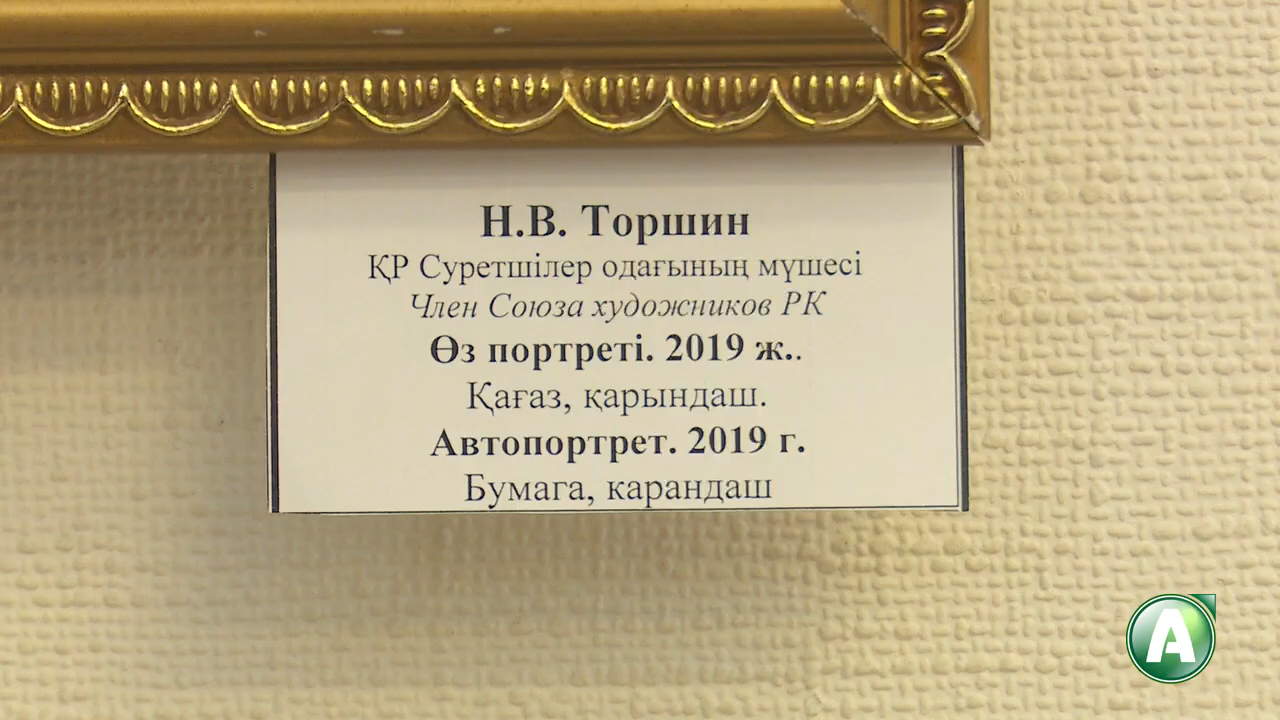 Н.В. Торшин
ҚР Суретшілер одағының мүшесі
Член Союза художников РК
Өз портреті. 2019 ж..
Қағаз, қарындаш.
Автопортрет. 2019 г.
Бумага, карандаш
А